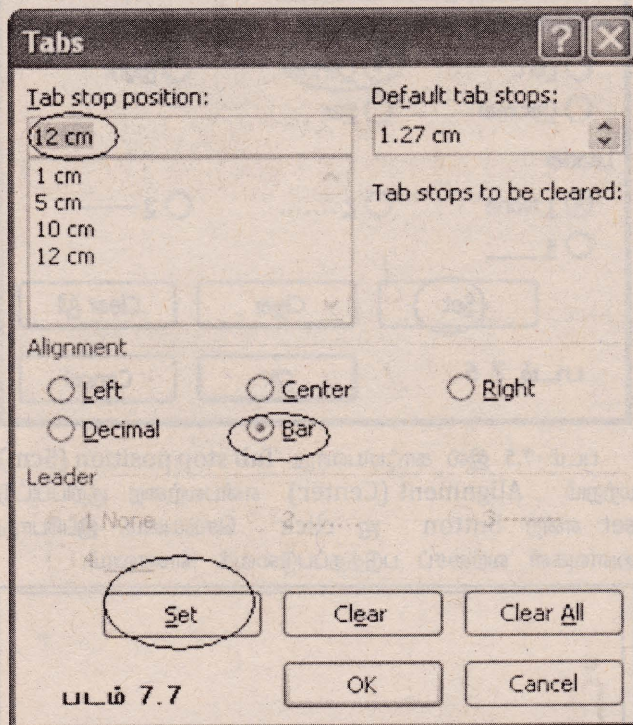 Tabs
Tab stop position:
Default tab stops:
12 cm
1.27 cm
1 cm
Tab stops to be cleared:
5 cm
10 cm
12 cm
Alignment
Left Center Right
Decimal Bar
Leader
1 None 2 ....... 3 -------
4
Set Clear Clear All
படம் 7.7
OK Cancel